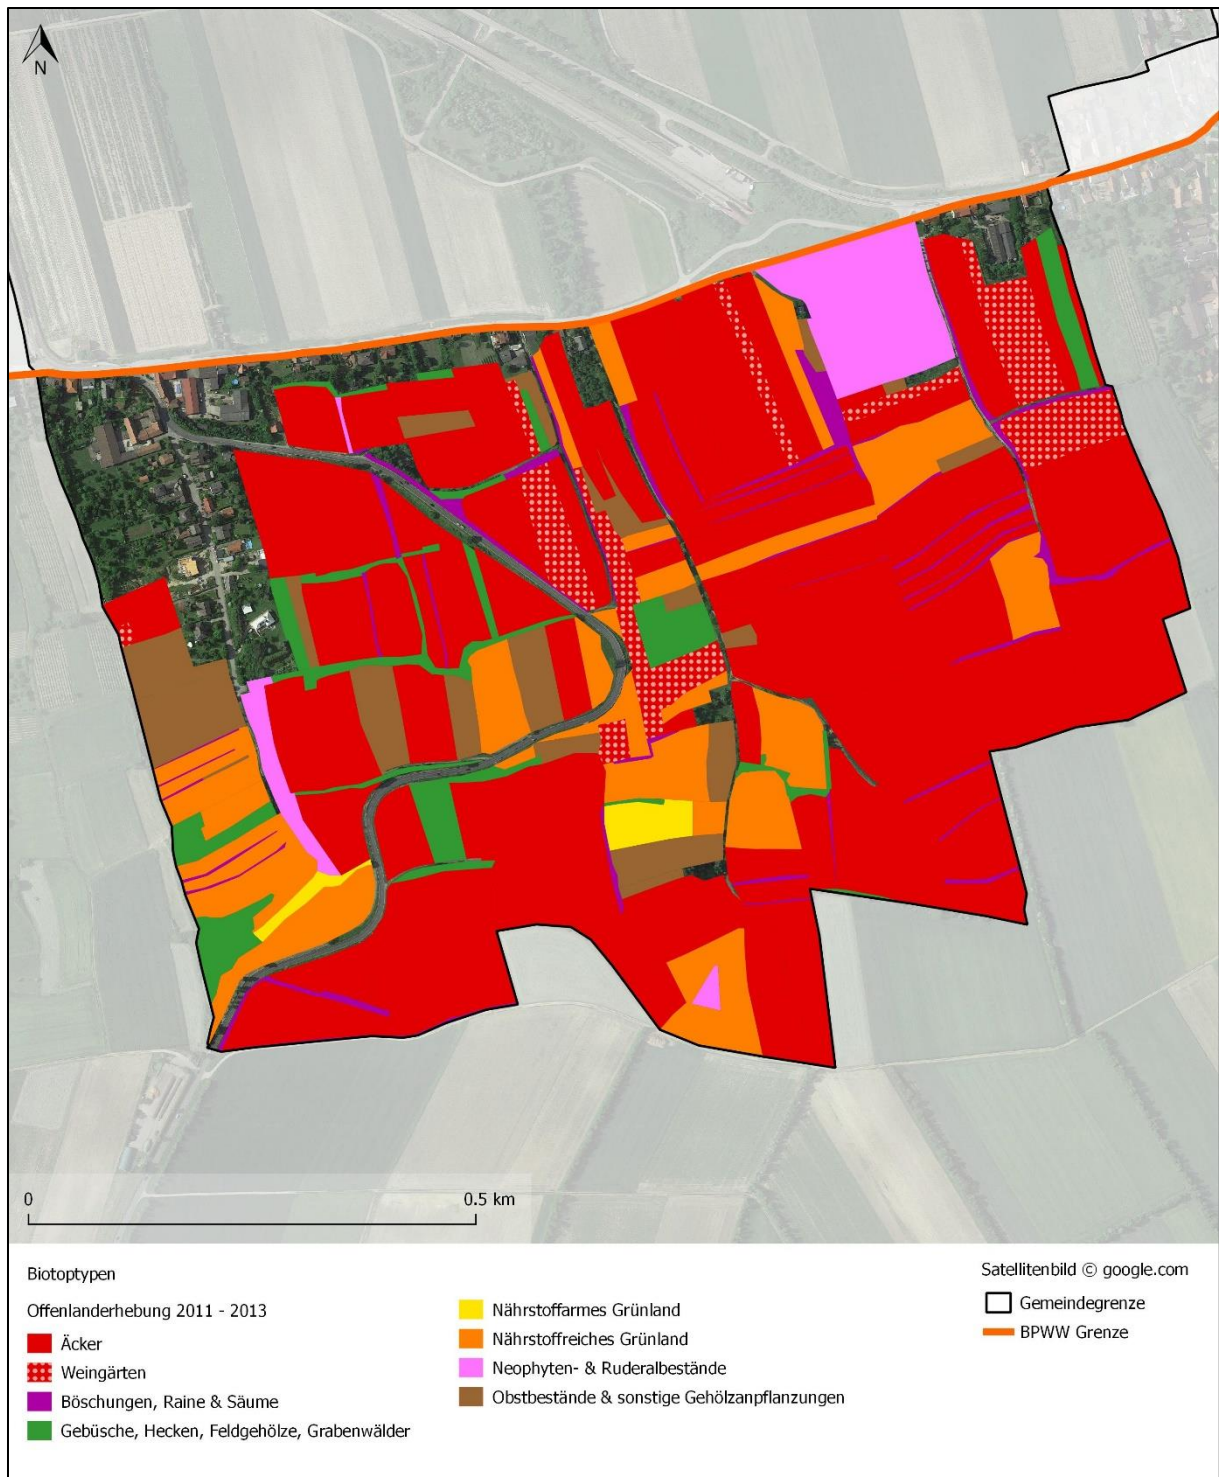 N
0
0.5 km
Biotoptypen
Offenlanderhebung 2011 - 2013
Äcker
Weingärten
Böschungen, Raine & Säume
Gebüsche, Hecken, Feldgehölze, Grabenwälder
Nährstoffarmes Grünland
Nährstoffreiches Grünland
Neophyten- & Ruderalbestände
Obstbestände & sonstige Gehölzanpflanzungen
Satellitenbild © google.com
Gemeindegrenze
BPWW Grenze